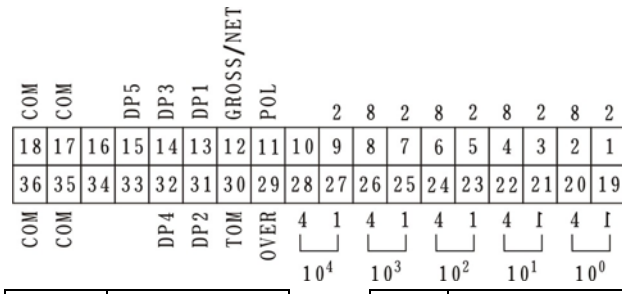 COM COM DP5 DP3 DP1 GROSS/NET POL 2 8 2 8 2 8 2 8 2
18 17 16 15 14 13 12 11 10 9 8 7 6 5 4 3 2 1
36 35 34 33 32 31 30 29 28 27 26 25 24 23 22 21 20 19
COM COM DP4 DP2 TOM OVER 4 1 4 1 4 1 4 1 4 1
10⁴ 10³ 10² 10¹ 10⁰